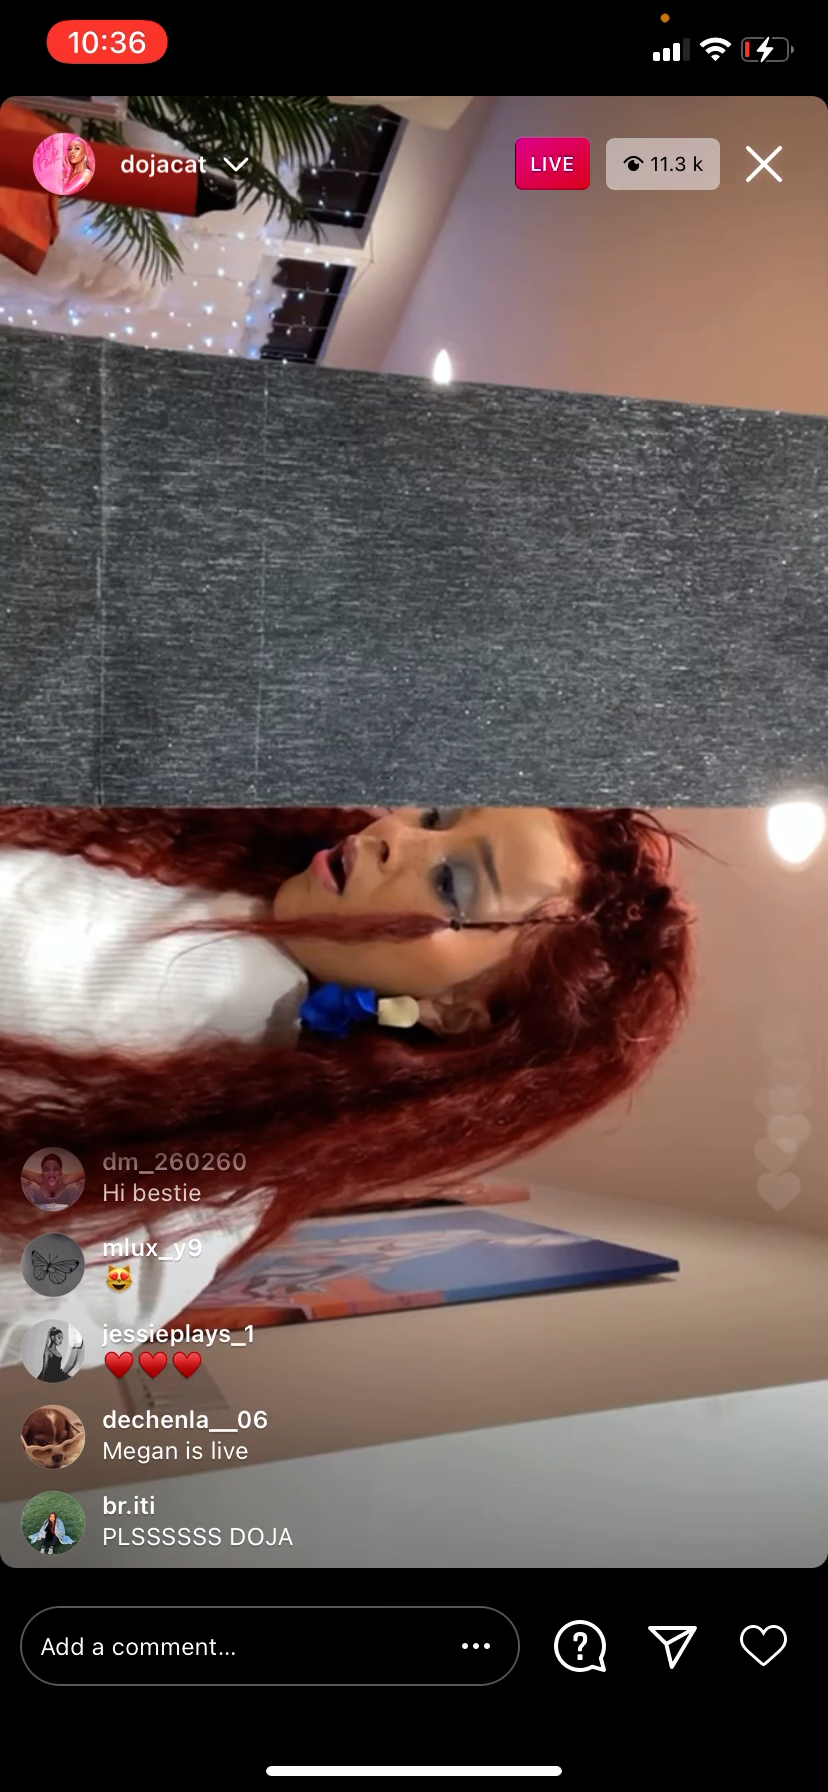 10:36
dojacat
LIVE
11.3 k
dm_260260
Hi bestie
mlux_y9
😻
jessieplays_1
♥️♥️♥️
dechenla__06
Megan is live
br.iti
PLSSSSSS DOJA
Add a comment...